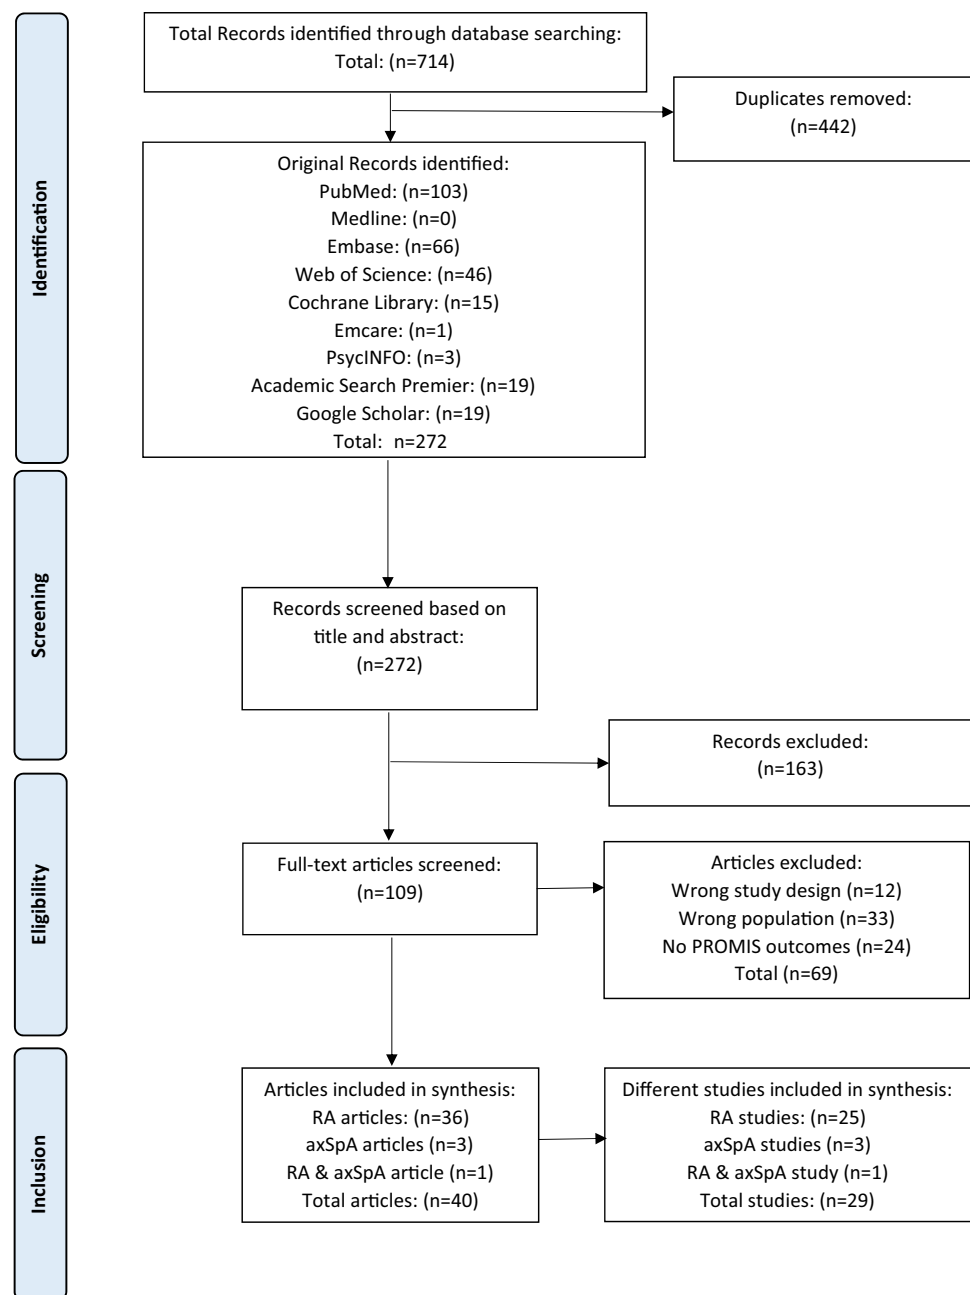 Identification
Total Records identified through database searching:
Total: (n=714)
Duplicates removed:
(n=442)
Original Records identified:
PubMed: (n=103)
Medline: (n=0)
Embase: (n=66)
Web of Science: (n=46)
Cochrane Library: (n=15)
Emcare: (n=1)
PsycINFO: (n=3)
Academic Search Premier: (n=19)
Google Scholar: (n=19)
Total:  n=272
Screening
Records screened based on
title and abstract:
(n=272)
Records excluded:
(n=163)
Eligibility
Full-text articles screened:
(n=109)
Articles excluded:
Wrong study design (n=12)
Wrong population (n=33)
No PROMIS outcomes (n=24)
Total (n=69)
Inclusion
Articles included in synthesis:
RA articles: (n=36)
axSpA articles (n=3)
RA & axSpA article (n=1)
Total articles: (n=40)
Different studies included in synthesis:
RA studies: (n=25)
axSpA studies (n=3)
RA & axSpA study (n=1)
Total studies: (n=29)